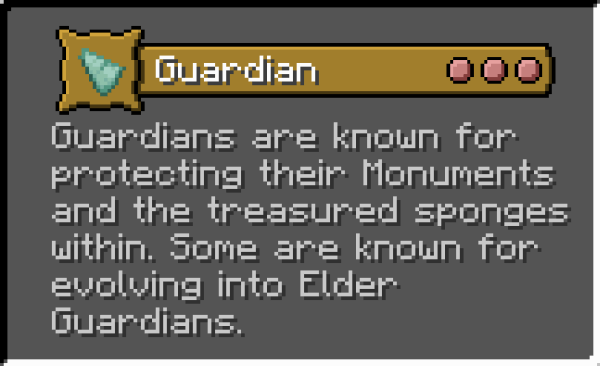 Guardian
Guardians are known for
protecting their Monuments
and the treasured sponges
within. Some are known for
evolving into Elder
Guardians.